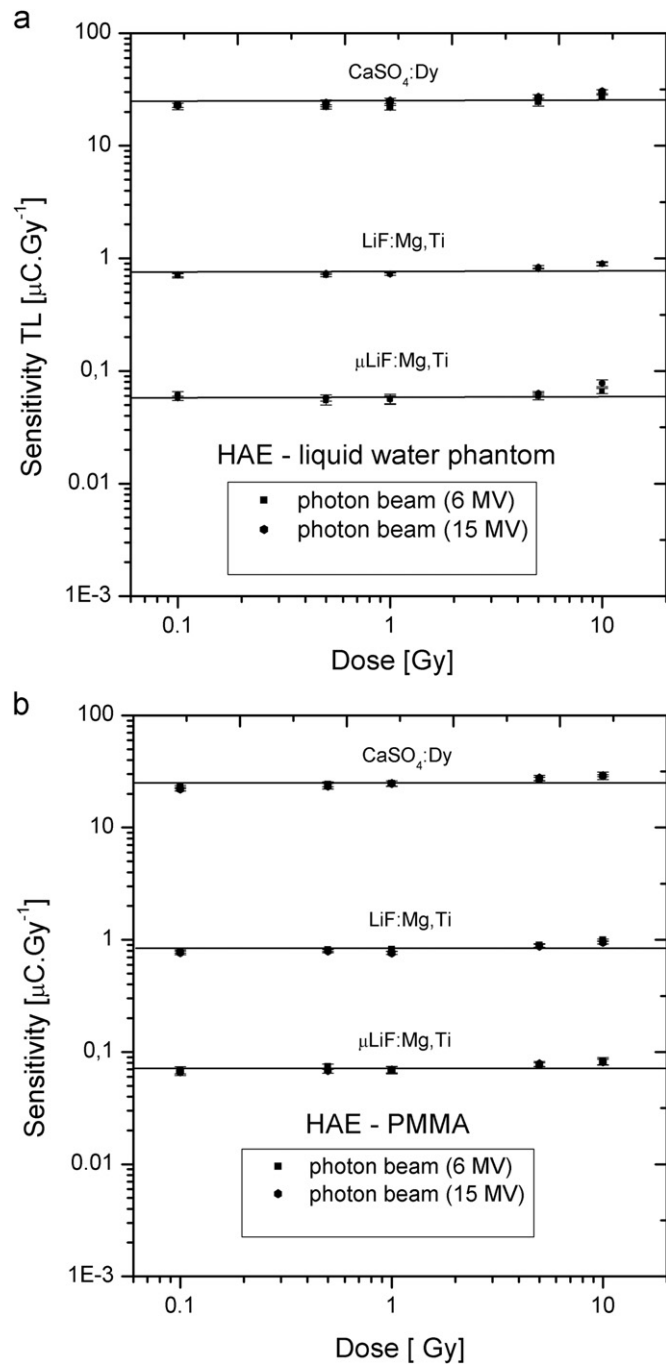 a
100
CaSO₄:Dy
10
LiF:Mg,Ti
1
μLiF:Mg,Ti
0,1
HAE - liquid water phantom
photon beam (6 MV)
photon beam (15 MV)
0.01
1E-3
0.1 1 10
Dose [Gy]
Sensitivity TL [μC.Gy⁻¹]
b
100
CaSO₄:Dy
10
LiF:Mg,Ti
1
μLiF:Mg,Ti
0.1
HAE - PMMA
photon beam (6 MV)
photon beam (15 MV)
0.01
1E-3
0.1 1 10
Dose [ Gy]
Sensitivity [μC.Gy⁻¹]